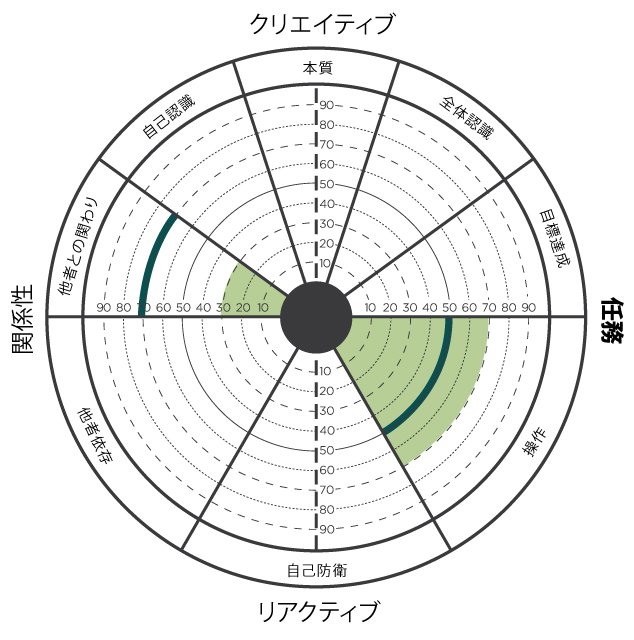 クリエイティブ
本質
自己認識
全体認識
他者との関わり
目標達成
90
80
70
60
50
40
30
20
10
関係性
90 80 70 60 50 40 30 20 10
10 20 30 40 50 60 70 80 90
任務
10
20
30
40
50
60
70
80
90
他者依存
操作
自己防衛
リアクティブ